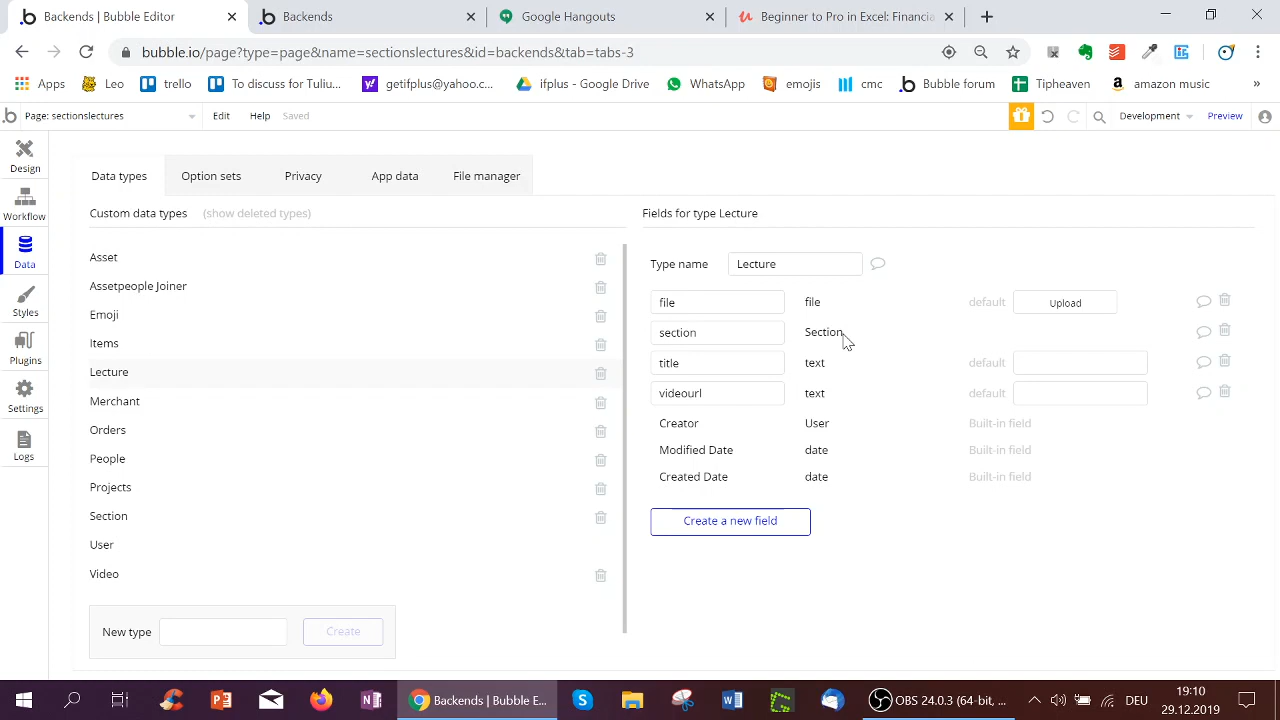 Backends | Bubble Editor
Backends
Google Hangouts
Beginner to Pro in Excel: Financia
bubble.io/page?type=page&name=sectionslectures&id=backends&tab=tabs-3
Apps Leo trello To discuss for Tuliu... getifplus@yahoo.c... ifplus - Google Drive WhatsApp emojis cmc Bubble forum Tipheaven amazon music »
Page: sectionslectures Edit Help Saved Development Preview
Design
Workflow
Data
Styles
Plugins
Settings
Logs
Data types Option sets Privacy App data File manager
Custom data types (show deleted types)
Asset
Assetpeople Joiner
Emoji
Items
Lecture
Merchant
Orders
People
Projects
Section
User
Video
New type Create
Fields for type Lecture
Type name Lecture
file file default Upload
section Section
title text default
videourl text default
Creator User Built-in field
Modified Date date Built-in field
Created Date date Built-in field
Create a new field
Backends | Bubble E...
OBS 24.0.3 (64-bit, ...
DEU
19:10
29.12.2019